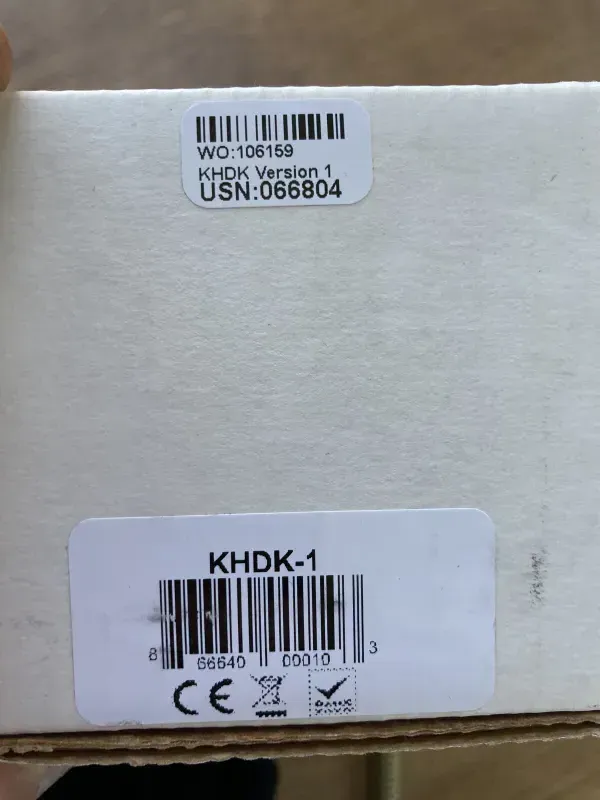 WO:106159
KHDK Version 1
USN:066804
KHDK-1
8 66640 00010 3
CE